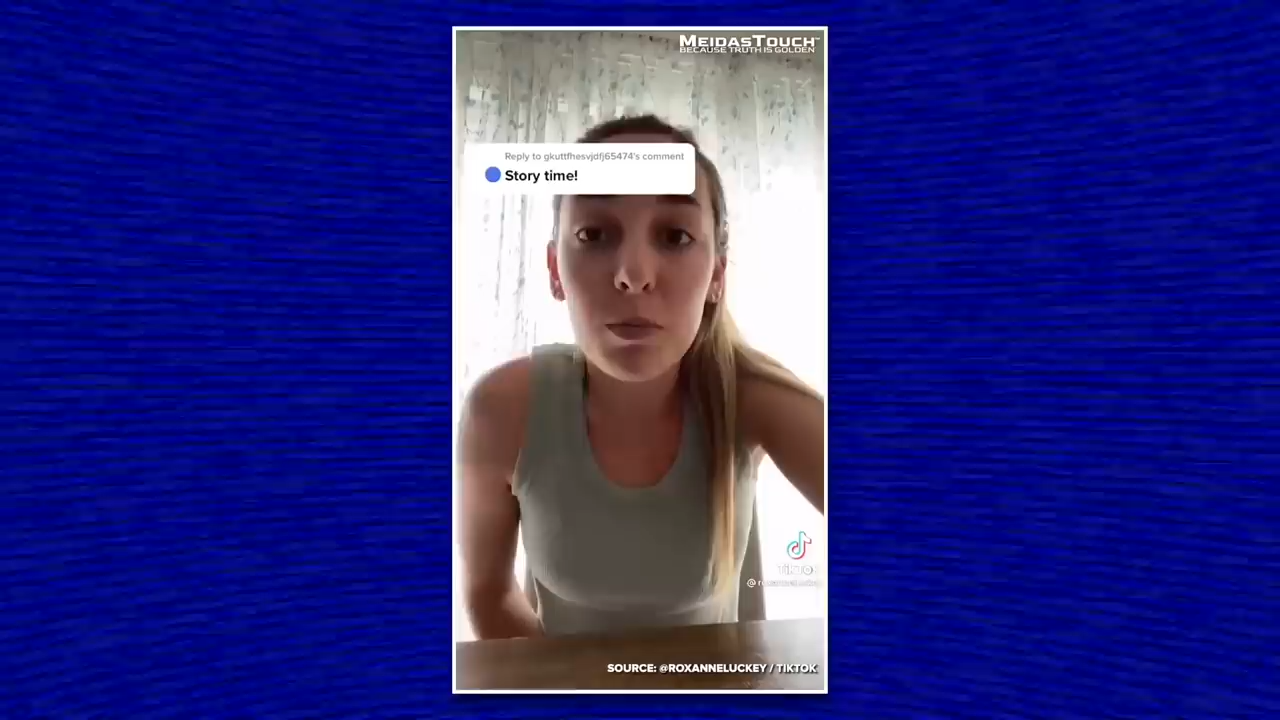 MEIDASTOUCH
BECAUSE TRUTH IS GOLDEN
Reply to gkuttfhesvjdfj65474's comment
Story time!
TikTok
SOURCE: @ROXANNELUCKEY / TIKTOK